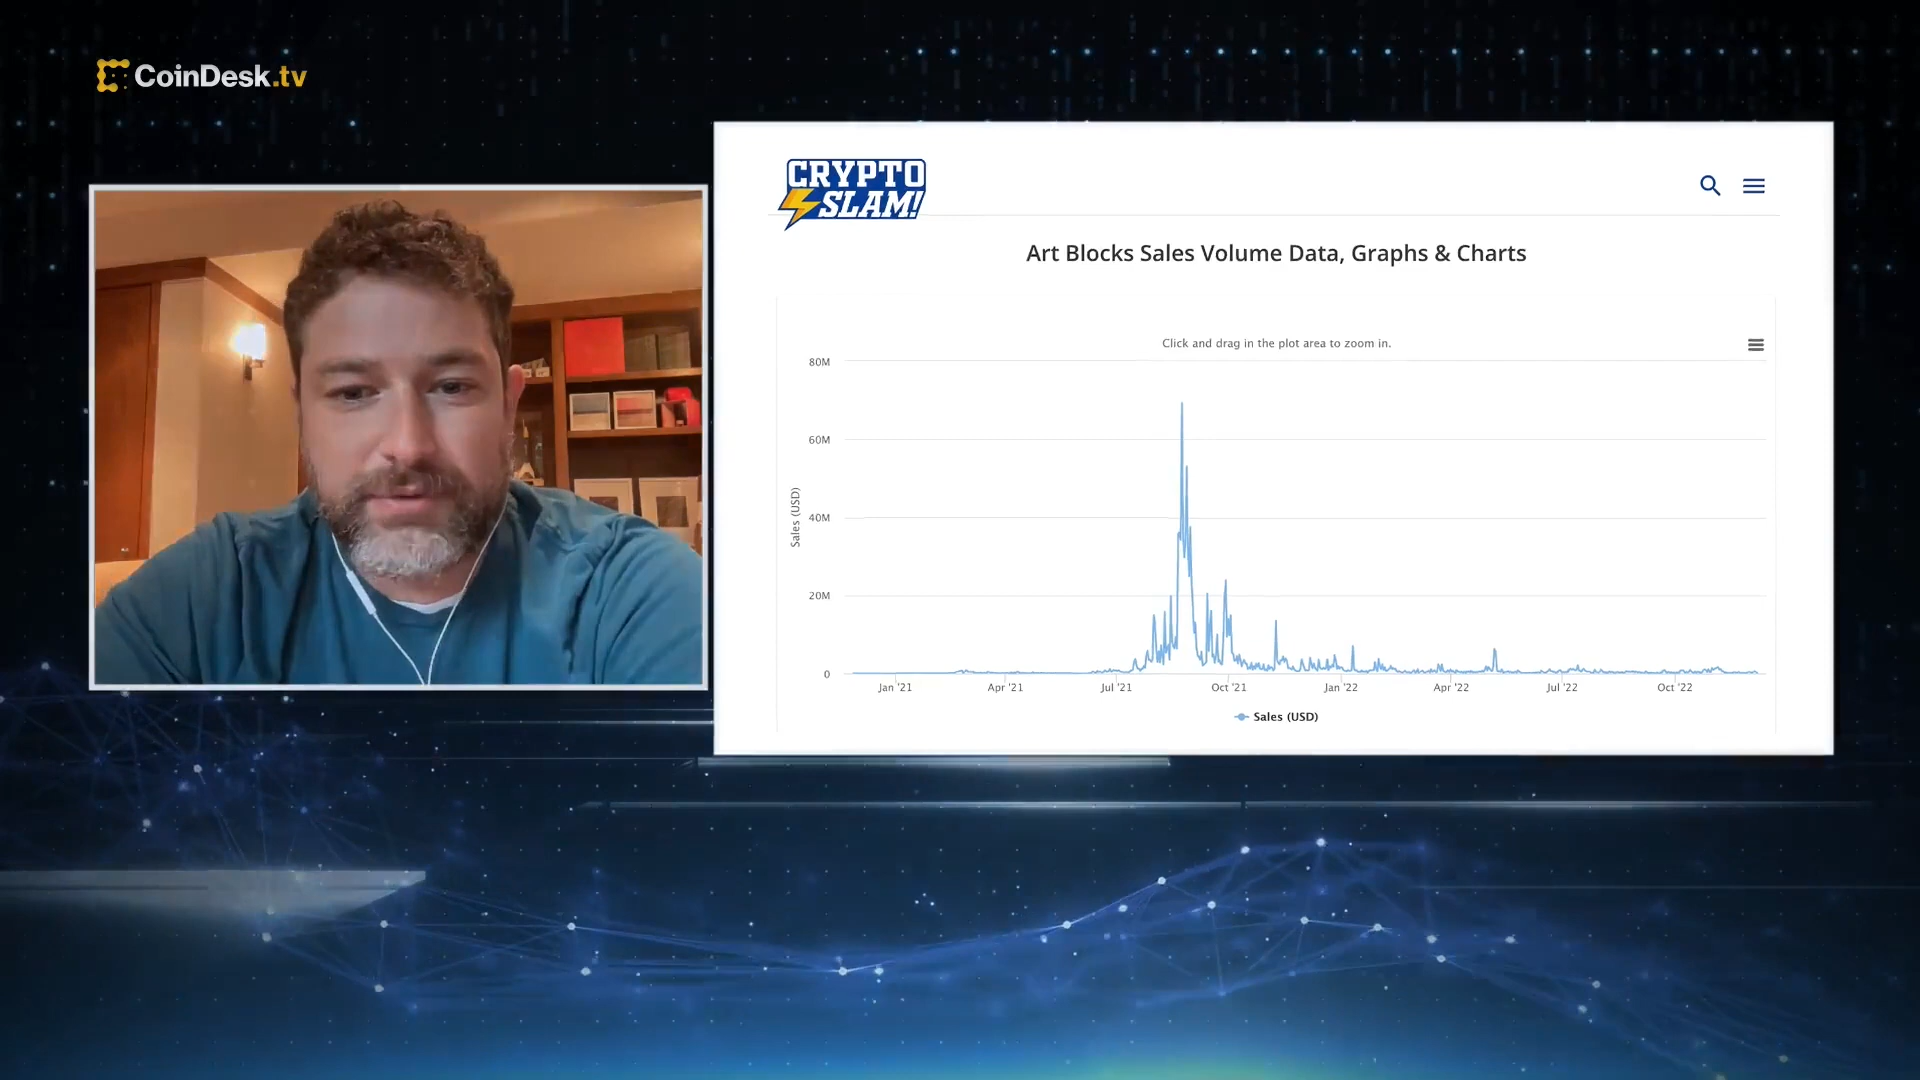 CoinDesk.tv
CRYPTO
SLAM!
Art Blocks Sales Volume Data, Graphs & Charts
Click and drag in the plot area to zoom in.
80M
60M
40M
20M
0
Sales (USD)
Jan '21
Apr '21
Jul '21
Oct '21
Jan '22
Apr '22
Jul '22
Oct '22
Sales (USD)